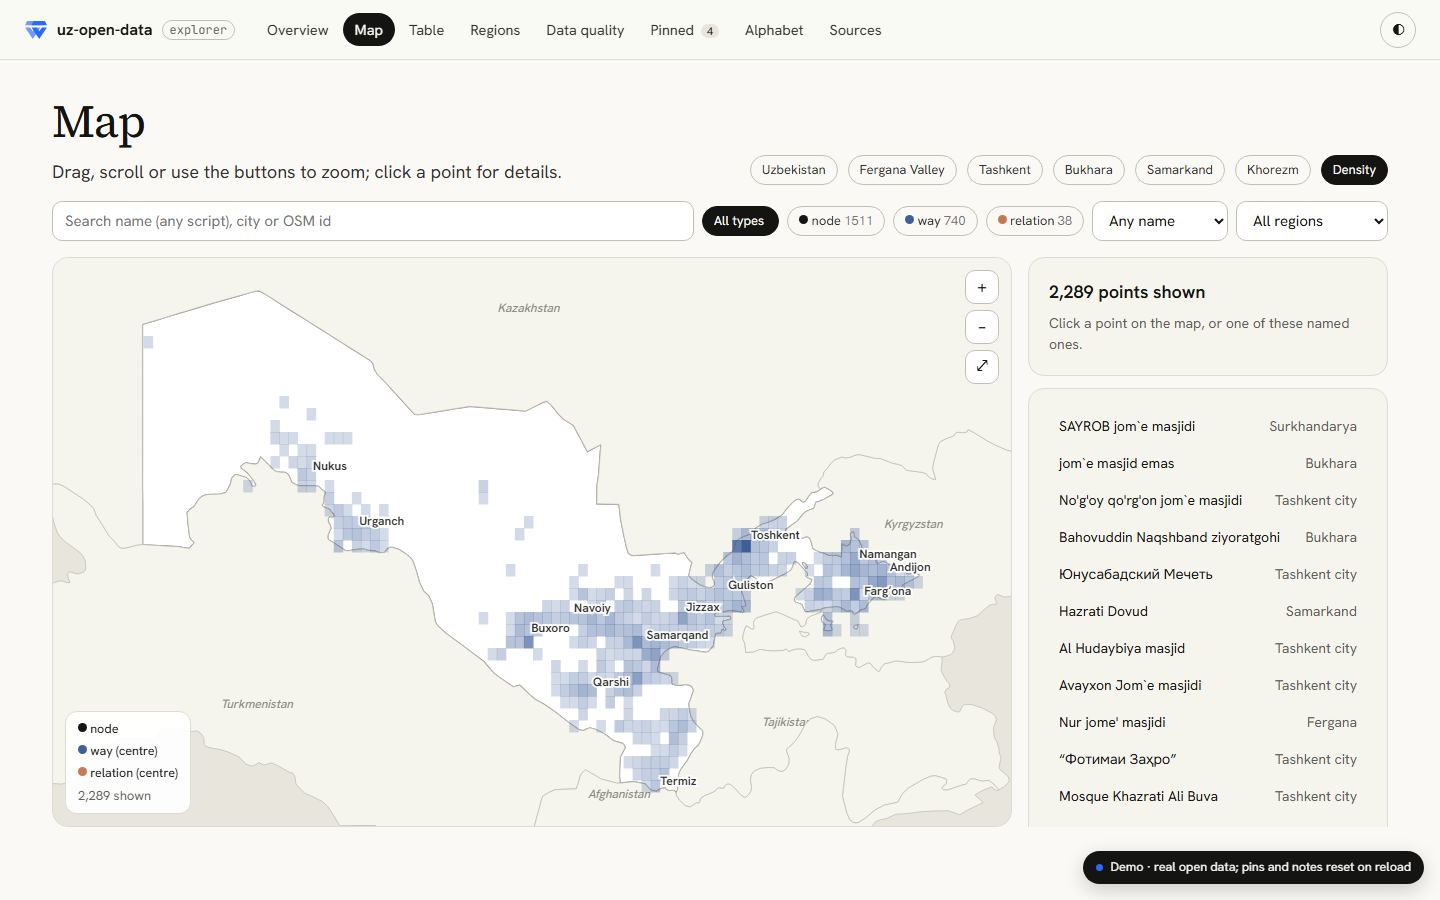 uz-open-data explorer Overview Map Table Regions Data quality Pinned 4 Alphabet Sources
Map
Drag, scroll or use the buttons to zoom; click a point for details.
Uzbekistan Fergana Valley Tashkent Bukhara Samarkand Khorezm Density
Search name (any script), city or OSM id
All types node 1511 way 740 relation 38 Any name All regions
Kazakhstan
Nukus
Urganch
Toshkent
Kyrgyzstan
Namangan
Andijon
Guliston
Farg'ona
Navoiy
Jizzax
Buxoro
Samarqand
Qarshi
Turkmenistan
Tajikista
Termiz
Afghanistan
+
−
node
way (centre)
relation (centre)
2,289 shown
2,289 points shown
Click a point on the map, or one of these named
ones.
SAYROB jom`e masjidi Surkhandarya
jom`e masjid emas Bukhara
No'g'oy qo'rg'on jom`e masjidi Tashkent city
Bahovuddin Naqshband ziyoratgohi Bukhara
Юнусабадский Мечеть Tashkent city
Hazrati Dovud Samarkand
Al Hudaybiya masjid Tashkent city
Avayxon Jom`e masjidi Tashkent city
Nur jome' masjidi Fergana
“Фотимаи Заҳро” Tashkent city
Mosque Khazrati Ali Buva Tashkent city
Demo · real open data; pins and notes reset on reload